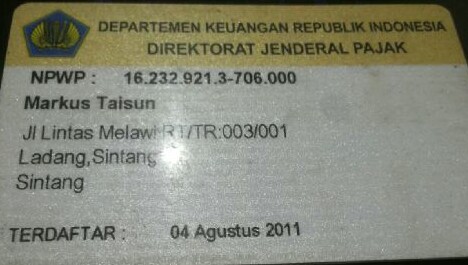 DEPARTEMEN KEUANGAN REPUBLIK INDONESIA
DIREKTORAT JENDERAL PAJAK
NPWP : 16.232.921.3-706.000
Markus Taisun
Jl Lintas Melawi RT/TR:003/001
Ladang,Sintang
Sintang
TERDAFTAR : 04 Agustus 2011